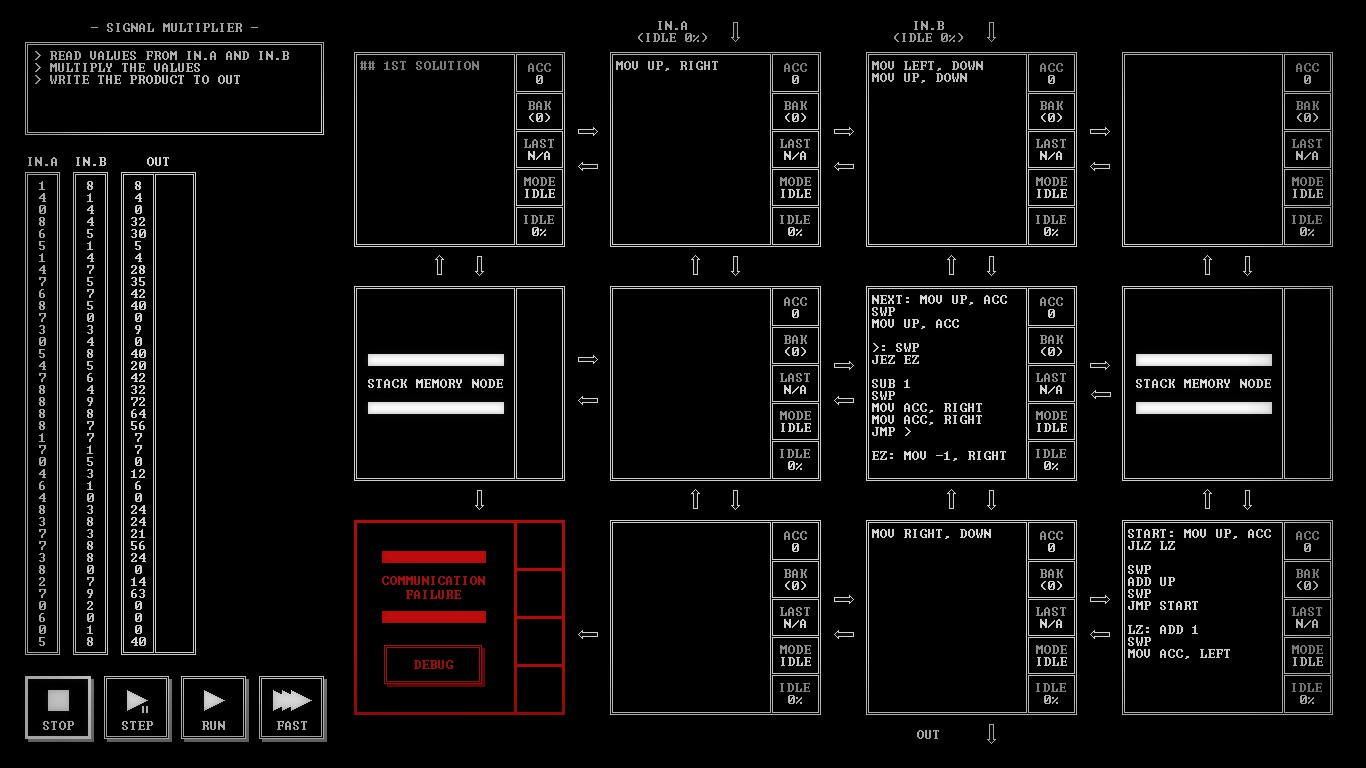 — SIGNAL MULTIPLIER —
> READ VALUES FROM IN.A AND IN.B
> MULTIPLY THE VALUES
> WRITE THE PRODUCT TO OUT
IN.A IN.B OUT
1 8 8
4 1 4
0 4 0
8 4 32
6 5 30
5 1 5
1 4 4
4 7 28
7 5 35
6 7 42
8 5 40
7 0 0
3 3 9
0 4 0
5 8 40
4 5 20
7 6 42
8 4 32
8 9 72
8 8 64
8 7 56
1 7 7
7 1 7
0 5 0
4 3 12
6 1 6
4 0 0
8 3 24
3 8 24
7 3 21
7 8 56
3 8 24
8 0 0
2 7 14
7 9 63
0 2 0
6 0 0
0 1 0
5 8 40
STOP
STEP
RUN
FAST
IN.A
(IDLE 0%)
IN.B
(IDLE 0%)
## 1ST SOLUTION
ACC
0
BAK
(0)
LAST
N/A
MODE
IDLE
IDLE
0%
MOV UP, RIGHT
ACC
0
BAK
(0)
LAST
N/A
MODE
IDLE
IDLE
0%
MOV LEFT, DOWN
MOV UP, DOWN
ACC
0
BAK
(0)
LAST
N/A
MODE
IDLE
IDLE
0%
ACC
0
BAK
(0)
LAST
N/A
MODE
IDLE
IDLE
0%
STACK MEMORY NODE
ACC
0
BAK
(0)
LAST
N/A
MODE
IDLE
IDLE
0%
NEXT: MOV UP, ACC
SWP
MOV UP, ACC
>: SWP
JEZ EZ
SUB 1
SWP
MOV ACC, RIGHT
MOV ACC, RIGHT
JMP >
EZ: MOV -1, RIGHT
ACC
0
BAK
(0)
LAST
N/A
MODE
IDLE
IDLE
0%
STACK MEMORY NODE
COMMUNICATION
FAILURE
DEBUG
ACC
0
BAK
(0)
LAST
N/A
MODE
IDLE
IDLE
0%
MOV RIGHT, DOWN
ACC
0
BAK
(0)
LAST
N/A
MODE
IDLE
IDLE
0%
START: MOV UP, ACC
JLZ LZ
SWP
ADD UP
SWP
JMP START
LZ: ADD 1
SWP
MOV ACC, LEFT
ACC
0
BAK
(0)
LAST
N/A
MODE
IDLE
IDLE
0%
OUT